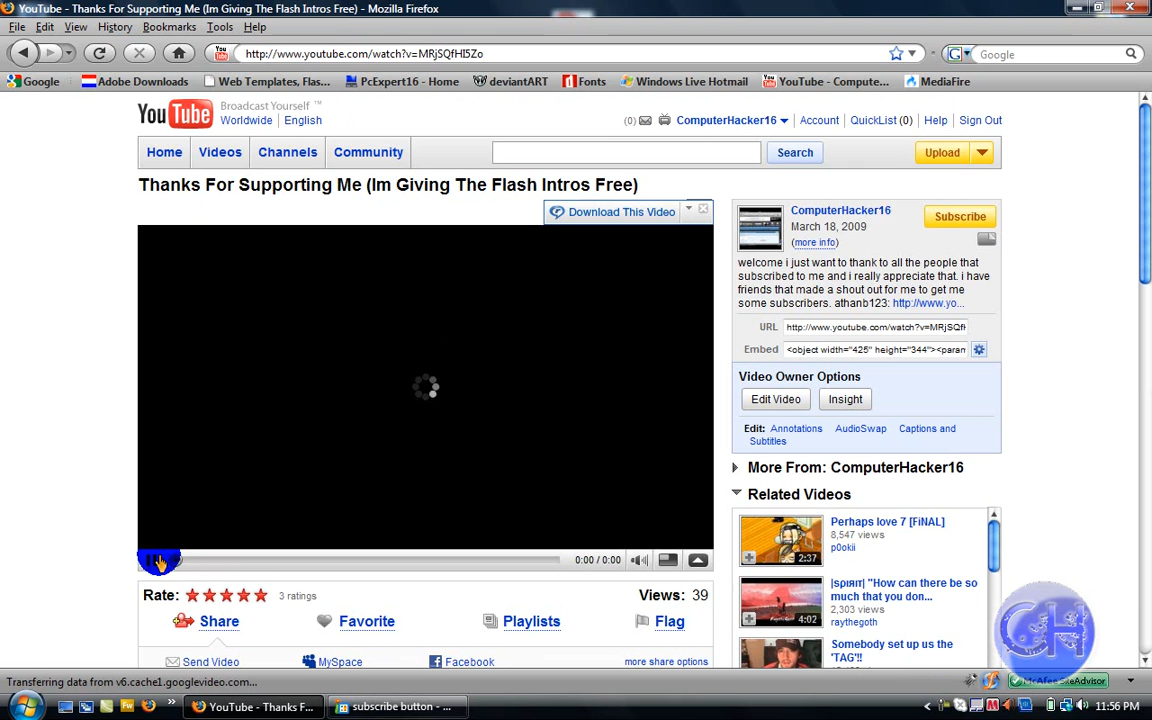 YouTube - Thanks For Supporting Me (Im Giving The Flash Intros Free) - Mozilla Firefox
File Edit View History Bookmarks Tools Help
http://www.youtube.com/watch?v=MRjSQfHI5Zo
Google
Google Adobe Downloads Web Templates, Flas... PcExpert16 - Home deviantART Fonts Windows Live Hotmail YouTube - Compute... MediaFire
YouTube Broadcast Yourself ™
Worldwide English
(0) ComputerHacker16 Account QuickList (0) Help Sign Out
Home Videos Channels Community Search Upload
Thanks For Supporting Me (Im Giving The Flash Intros Free)
Download This Video
ComputerHacker16
March 18, 2009
(more info)
Subscribe
welcome i just want to thank to all the people that
subscribed to me and i really appreciate that. i have
friends that made a shout out for me to get me
some subscribers. athanb123: http://www.yo...
URL http://www.youtube.com/watch?v=MRjSQfH
Embed <object width="425" height="344"><param
Video Owner Options
Edit Video Insight
Edit: Annotations AudioSwap Captions and
Subtitles
More From: ComputerHacker16
Related Videos
Perhaps love 7 [FiNAL]
8,547 views
p0okii
2:37
|spιяιт| "How can there be so
much that you don...
2,303 views
raythegoth
4:02
Somebody set up us the
'TAG'!!
0:00 / 0:00
Rate: 3 ratings Views: 39
Share Favorite Playlists Flag
Send Video MySpace Facebook more share options
CH
Transferring data from v6.cache1.googlevideo.com...
McAfee SiteAdvisor
YouTube - Thanks F... subscribe button - ...
11:56 PM